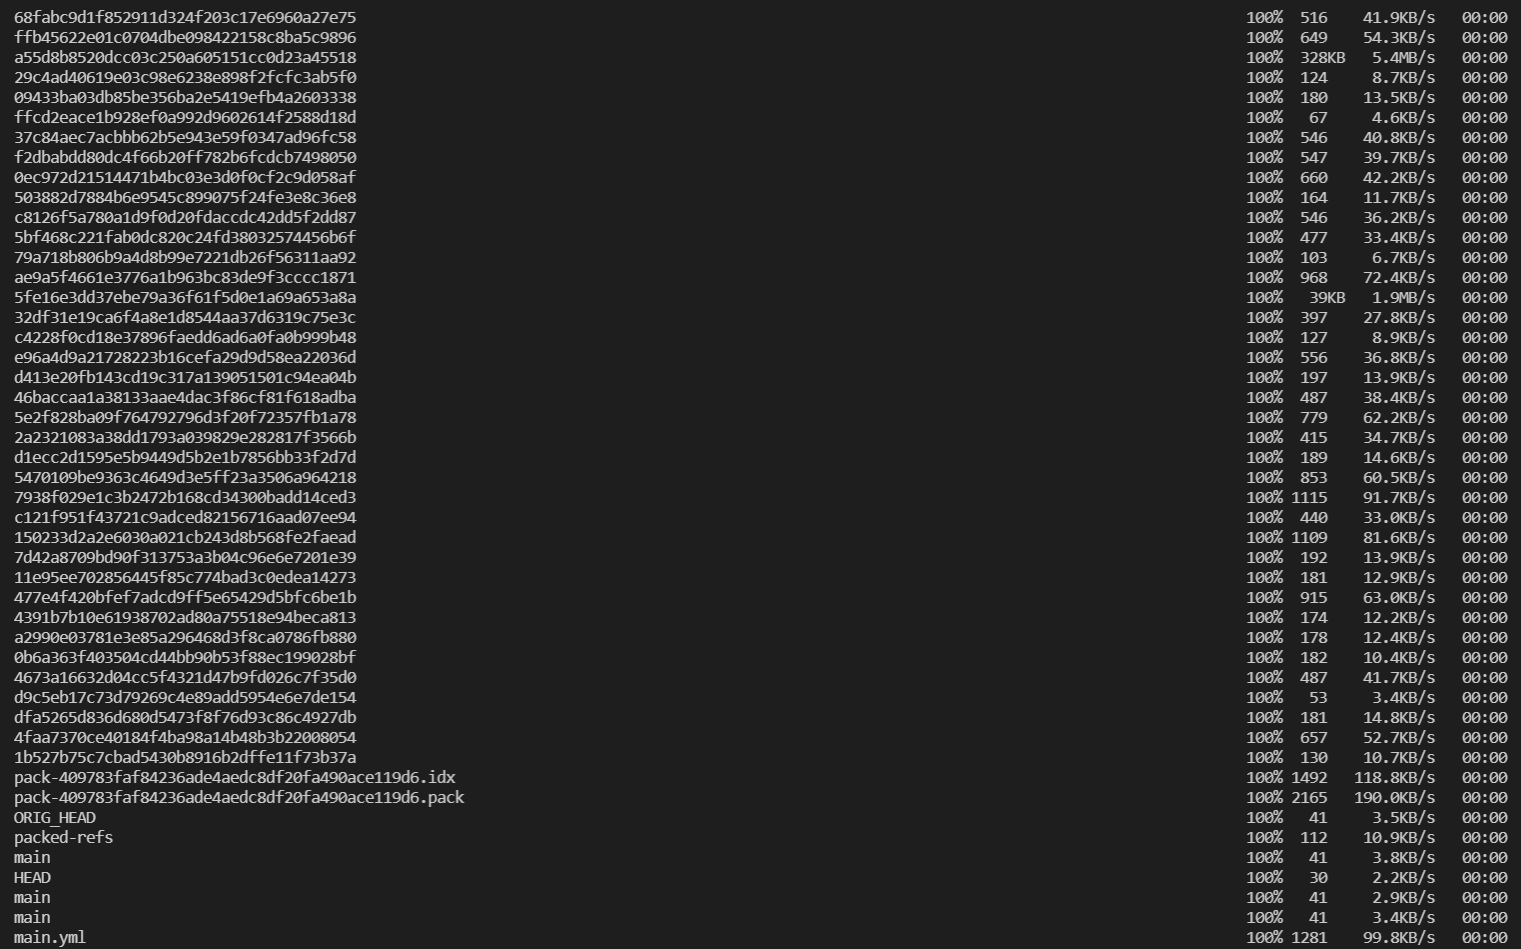 68fabc9d1f852911d324f203c17e6960a27e75 100% 516 41.9KB/s 00:00
ffb45622e01c0704dbe098422158c8ba5c9896 100% 649 54.3KB/s 00:00
a55d8b8520dcc03c250a605151cc0d23a45518 100% 328KB 5.4MB/s 00:00
29c4ad40619e03c98e6238e898f2fcfc3ab5f0 100% 124 8.7KB/s 00:00
09433ba03db85be356ba2e5419efb4a2603338 100% 180 13.5KB/s 00:00
ffcd2eace1b928ef0a992d9602614f2588d18d 100% 67 4.6KB/s 00:00
37c84aec7acbbb62b5e943e59f0347ad96fc58 100% 546 40.8KB/s 00:00
f2dbabdd80dc4f66b20ff782b6fcdcb7498050 100% 547 39.7KB/s 00:00
0ec972d21514471b4bc03e3d0f0cf2c9d058af 100% 660 42.2KB/s 00:00
503882d7884b6e9545c899075f24fe3e8c36e8 100% 164 11.7KB/s 00:00
c8126f5a780a1d9f0d20fdaccdc42dd5f2dd87 100% 546 36.2KB/s 00:00
5bf468c221fab0dc820c24fd38032574456b6f 100% 477 33.4KB/s 00:00
79a718b806b9a4d8b99e7221db26f56311aa92 100% 103 6.7KB/s 00:00
ae9a5f4661e3776a1b963bc83de9f3cccc1871 100% 968 72.4KB/s 00:00
5fe16e3dd37ebe79a36f61f5d0e1a69a653a8a 100% 39KB 1.9MB/s 00:00
32df31e19ca6f4a8e1d8544aa37d6319c75e3c 100% 397 27.8KB/s 00:00
c4228f0cd18e37896faedd6ad6a0fa0b999b48 100% 127 8.9KB/s 00:00
e96a4d9a21728223b16cefa29d9d58ea22036d 100% 556 36.8KB/s 00:00
d413e20fb143cd19c317a139051501c94ea04b 100% 197 13.9KB/s 00:00
46baccaa1a38133aae4dac3f86cf81f618adba 100% 487 38.4KB/s 00:00
5e2f828ba09f764792796d3f20f72357fb1a78 100% 779 62.2KB/s 00:00
2a2321083a38dd1793a039829e282817f3566b 100% 415 34.7KB/s 00:00
d1ecc2d1595e5b9449d5b2e1b7856bb33f2d7d 100% 189 14.6KB/s 00:00
5470109be9363c4649d3e5ff23a3506a964218 100% 853 60.5KB/s 00:00
7938f029e1c3b2472b168cd34300badd14ced3 100% 1115 91.7KB/s 00:00
c121f951f43721c9adced82156716aad07ee94 100% 440 33.0KB/s 00:00
150233d2a2e6030a021cb243d8b568fe2faead 100% 1109 81.6KB/s 00:00
7d42a8709bd90f313753a3b04c96e6e7201e39 100% 192 13.9KB/s 00:00
11e95ee702856445f85c774bad3c0edea14273 100% 181 12.9KB/s 00:00
477e4f420bfef7adcd9ff5e65429d5bfc6be1b 100% 915 63.0KB/s 00:00
4391b7b10e61938702ad80a75518e94beca813 100% 174 12.2KB/s 00:00
a2990e03781e3e85a296468d3f8ca0786fb880 100% 178 12.4KB/s 00:00
0b6a363f403504cd44bb90b53f88ec199028bf 100% 182 10.4KB/s 00:00
4673a16632d04cc5f4321d47b9fd026c7f35d0 100% 487 41.7KB/s 00:00
d9c5eb17c73d79269c4e89add5954e6e7de154 100% 53 3.4KB/s 00:00
dfa5265d836d680d5473f8f76d93c86c4927db 100% 181 14.8KB/s 00:00
4faa7370ce40184f4ba98a14b48b3b22008054 100% 657 52.7KB/s 00:00
1b527b75c7cbad5430b8916b2dffe11f73b37a 100% 130 10.7KB/s 00:00
pack-409783faf84236ade4aedc8df20fa490ace119d6.idx 100% 1492 118.8KB/s 00:00
pack-409783faf84236ade4aedc8df20fa490ace119d6.pack 100% 2165 190.0KB/s 00:00
ORIG_HEAD 100% 41 3.5KB/s 00:00
packed-refs 100% 112 10.9KB/s 00:00
main 100% 41 3.8KB/s 00:00
HEAD 100% 30 2.2KB/s 00:00
main 100% 41 2.9KB/s 00:00
main 100% 41 3.4KB/s 00:00
main.yml 100% 1281 99.8KB/s 00:00